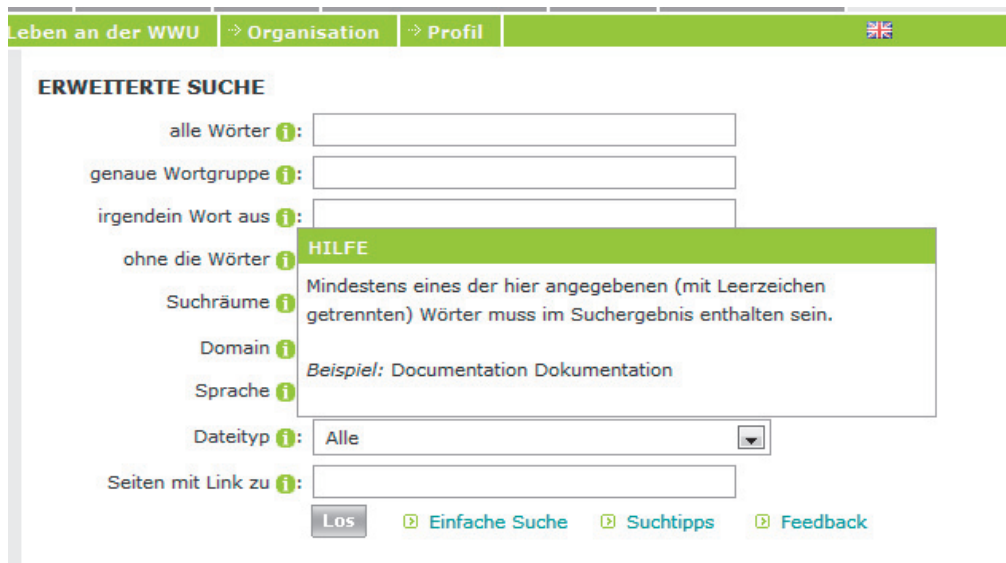 Leben an der WWU Organisation Profil
ERWEITERTE SUCHE
alle Wörter i:
genaue Wortgruppe i:
irgendein Wort aus i:
ohne die Wörter i
HILFE
Mindestens eines der hier angegebenen (mit Leerzeichen
getrennten) Wörter muss im Suchergebnis enthalten sein.
Beispiel: Documentation Dokumentation
Suchräume i
Domain i
Sprache i
Dateityp i: Alle
Seiten mit Link zu i:
Los Einfache Suche Suchtipps Feedback